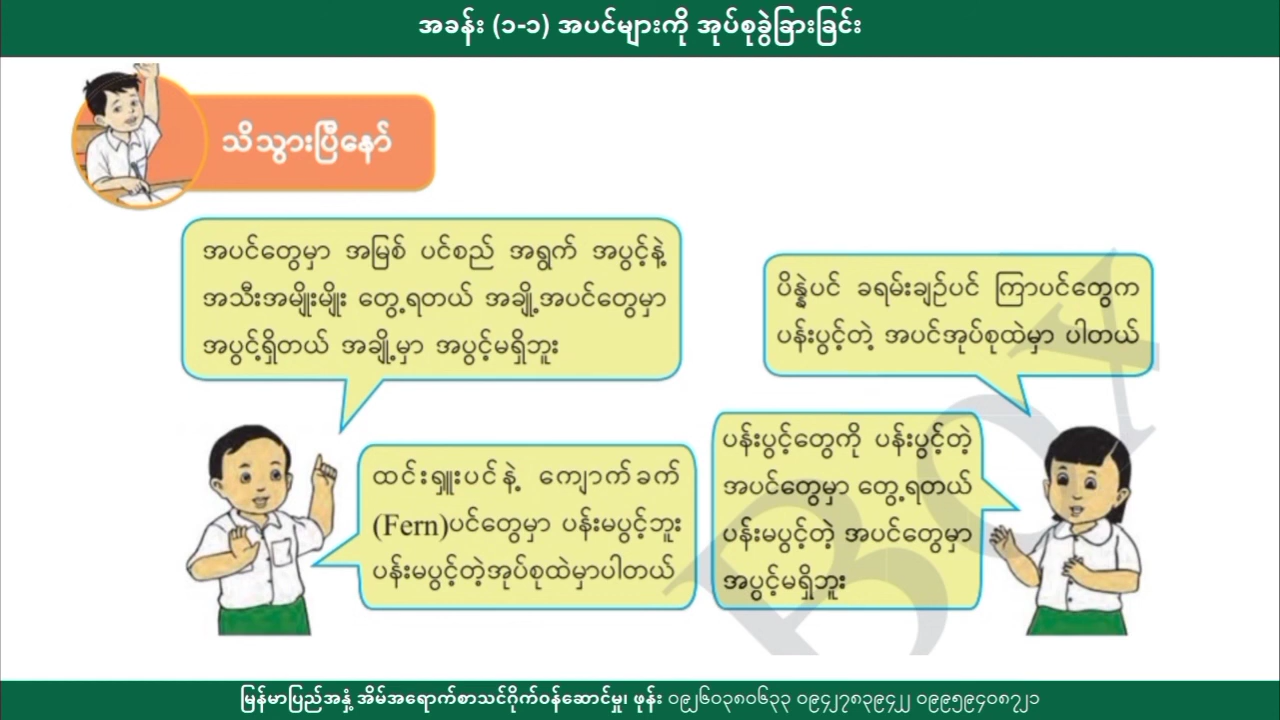 အခန်း (၁-၁) အပင်များကို အုပ်စုခွဲခြားခြင်း
သိသွားပြီနော်
အပင်တွေမှာ အမြစ် ပင်စည် အရွက် အပွင့်နဲ့
အသီးအမျိုးမျိုး တွေ့ရတယ် အချို့အပင်တွေမှာ
အပွင့်ရှိတယ် အချို့မှာ အပွင့်မရှိဘူး
ပိန္နဲပင် ခရမ်းချဉ်ပင် ကြာပင်တွေက
ပန်းပွင့်တဲ့ အပင်အုပ်စုထဲမှာ ပါတယ်
ထင်းရှူးပင်နဲ့ ကျောက်ခက်
(Fern)ပင်တွေမှာ ပန်းမပွင့်ဘူး
ပန်းမပွင့်တဲ့အုပ်စုထဲမှာပါတယ်
ပန်းပွင့်တွေကို ပန်းပွင့်တဲ့
အပင်တွေမှာ တွေ့ရတယ်
ပန်းမပွင့်တဲ့ အပင်တွေမှာ
အပွင့်မရှိဘူး
Box
မြန်မာပြည်အနှံ့ အိမ်အရောက်စာသင်ဂိုက်ဝန်ဆောင်မှု၊ ဖုန်း ၀၉၂၆၀၃၈၀၆၃၃ ၀၉၄၂၇၈၃၉၄၂၂ ၀၉၉၅၉၄၀၈၇၂၁